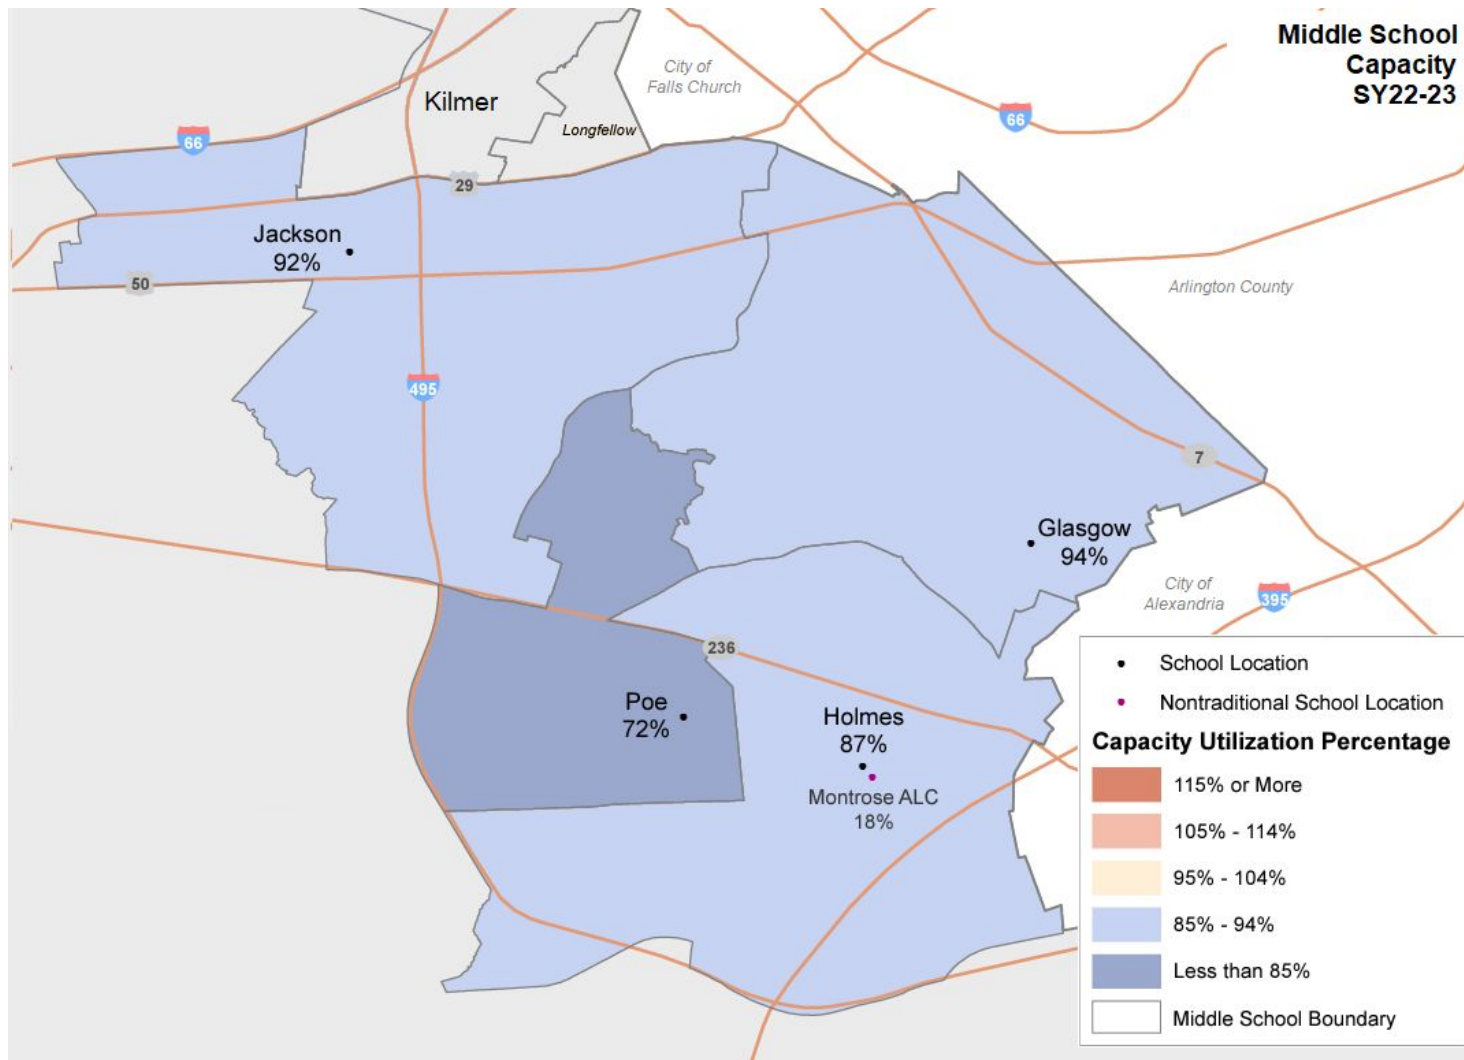 Middle School
Capacity
SY22-23
City of
Falls Church
Kilmer
Longfellow
66
66
29
Jackson
92%
50
Arlington County
495
7
Glasgow
94%
City of
Alexandria
395
236
Poe
72%
Holmes
87%
Montrose ALC
18%
School Location
Nontraditional School Location
Capacity Utilization Percentage
115% or More
105% - 114%
95% - 104%
85% - 94%
Less than 85%
Middle School Boundary